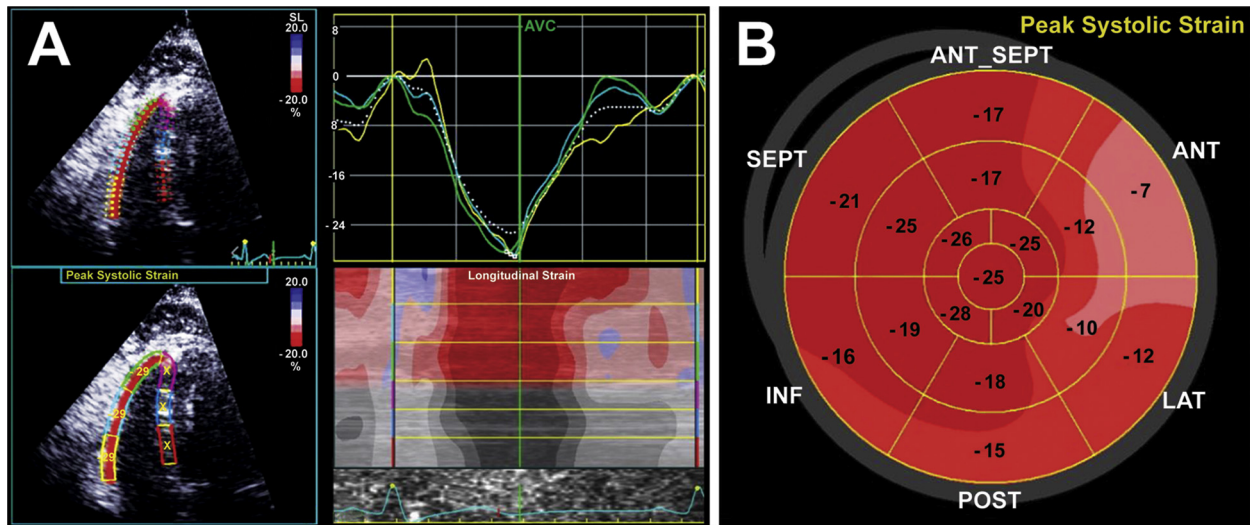 A
SL
20.0
-20.0
%
AVC
8
0
-8
-16
-24
Peak Systolic Strain
20.0
-20.0
%
-29
-29
-29
X
X
X
Longitudinal Strain
B
Peak Systolic Strain
ANT_SEPT
SEPT
ANT
INF
LAT
POST
-17
-7
-21
-17
-12
-25
-26
-25
-25
-28
-20
-10
-19
-12
-16
-18
-15